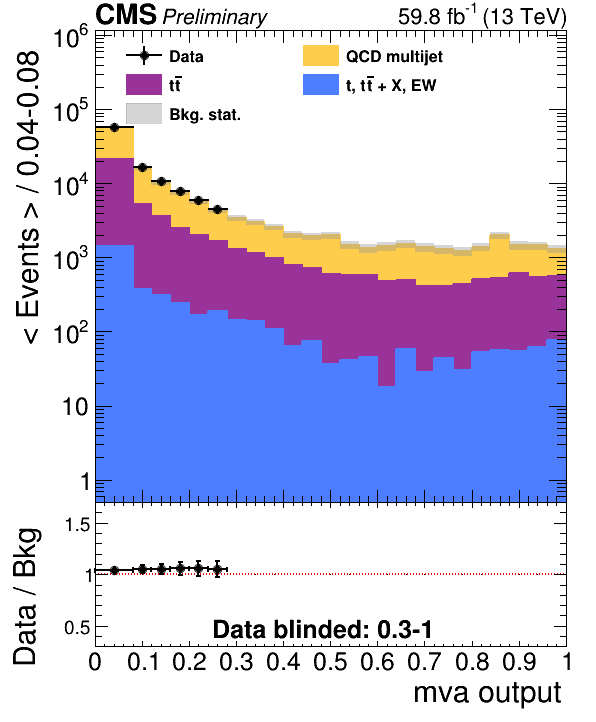 CMS Preliminary 59.8 fb⁻¹ (13 TeV)
Data
QCD multijet
tt̄
t, tt̄ + X, EW
Bkg. stat.
< Events > / 0.04-0.08
10⁶
10⁵
10⁴
10³
10²
10
1
Data / Bkg
1.5
1
0.5
Data blinded: 0.3-1
0 0.1 0.2 0.3 0.4 0.5 0.6 0.7 0.8 0.9 1
mva output